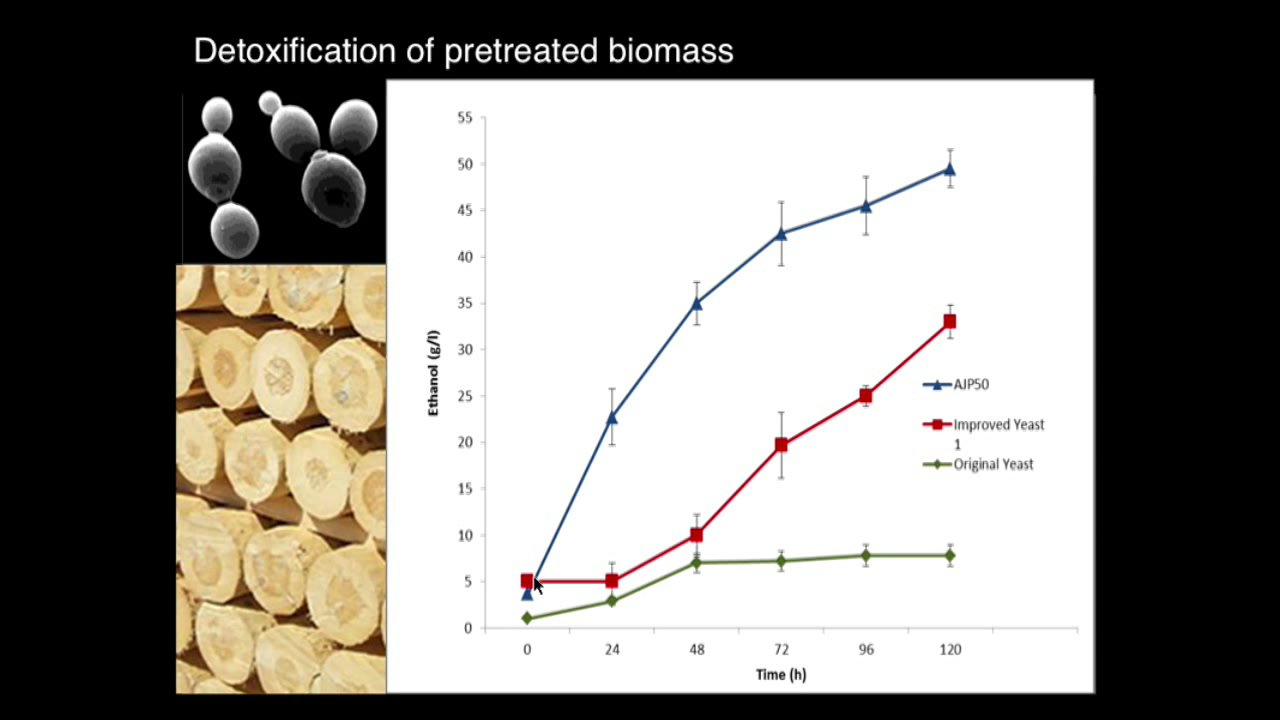 Detoxification of pretreated biomass
55
50
45
40
35
30
25
20
15
10
5
0
Ethanol (g/l)
0 24 48 72 96 120
Time (h)
AJP50
Improved Yeast
1
Original Yeast